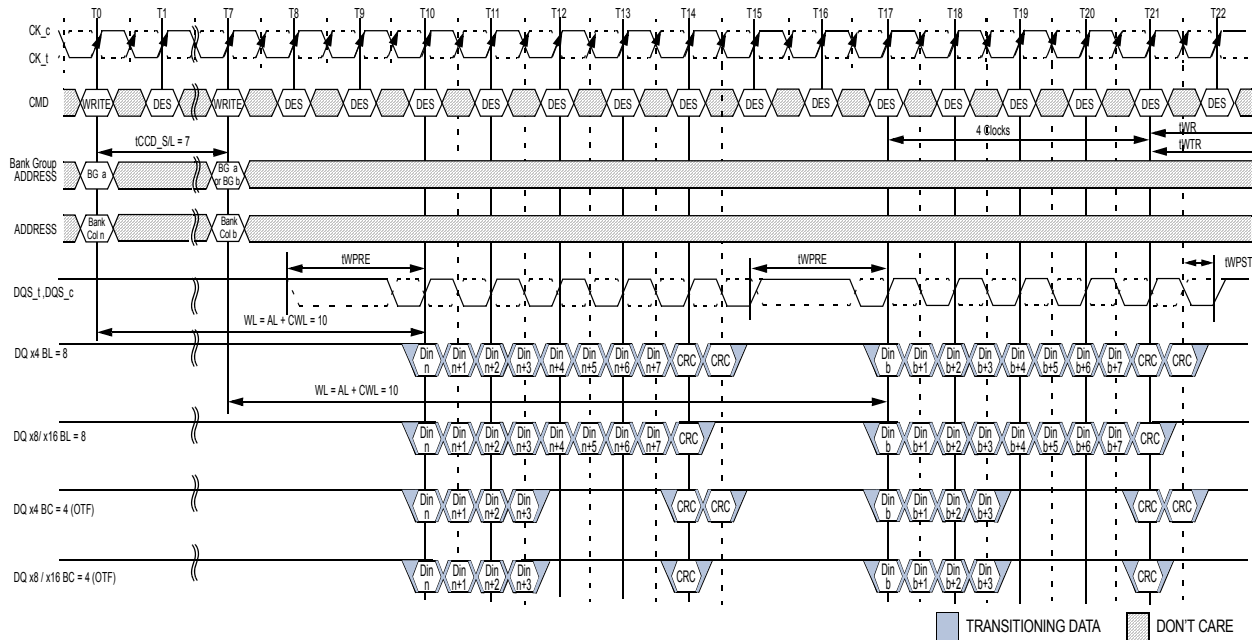 T0 T1 T7 T8 T9 T10 T11 T12 T13 T14 T15 T16 T17 T18 T19 T20 T21 T22
CK_c
CK_t
CMD WRITE DES WRITE DES DES DES DES DES DES DES DES DES DES DES DES DES DES DES
4 Clocks tWR
tCCD_S/L = 7
tWTR
Bank Group
ADDRESS
BG a
BG a
or BG b
ADDRESS
Bank
Col n
Bank
Col b
tWPRE tWPRE tWPST
DQS_t ,DQS_c
WL = AL + CWL = 10
DQ x4 BL = 8
Din Din Din Din Din Din Din Din CRC CRC Din Din Din Din Din Din Din Din CRC CRC
n n+1 n+2 n+3 n+4 n+5 n+6 n+7 b b+1 b+2 b+3 b+4 b+5 b+6 b+7
WL = AL + CWL = 10
DQ x8/ x16 BL = 8
Din Din Din Din Din Din Din Din CRC Din Din Din Din Din Din Din Din CRC
n n+1 n+2 n+3 n+4 n+5 n+6 n+7 b b+1 b+2 b+3 b+4 b+5 b+6 b+7
DQ x4 BC = 4 (OTF)
Din Din Din Din CRC CRC Din Din Din Din CRC CRC
n n+1 n+2 n+3 b b+1 b+2 b+3
DQ x8 / x16 BC = 4 (OTF)
Din Din Din Din CRC Din Din Din Din CRC
n n+1 n+2 n+3 b b+1 b+2 b+3
TRANSITIONING DATA DON'T CARE